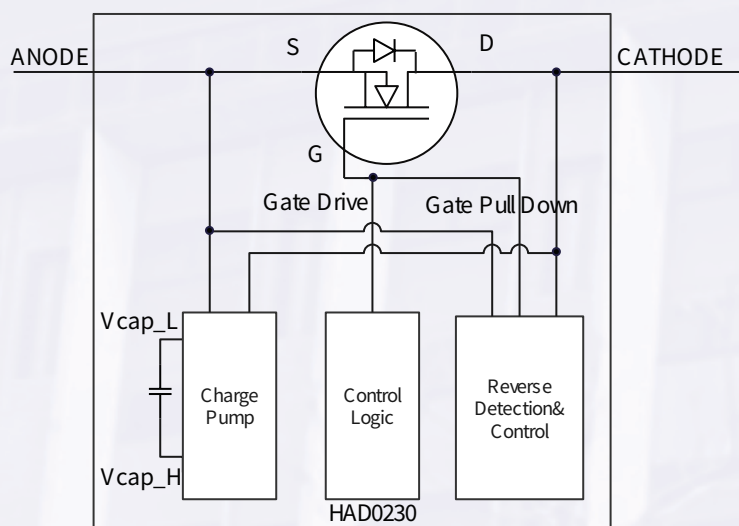 S
D
ANODE
CATHODE
G
Gate Drive
Gate Pull Down
Vcap_L
Charge
Pump
Control
Logic
Reverse
Detection&
Control
Vcap_H
HAD0230